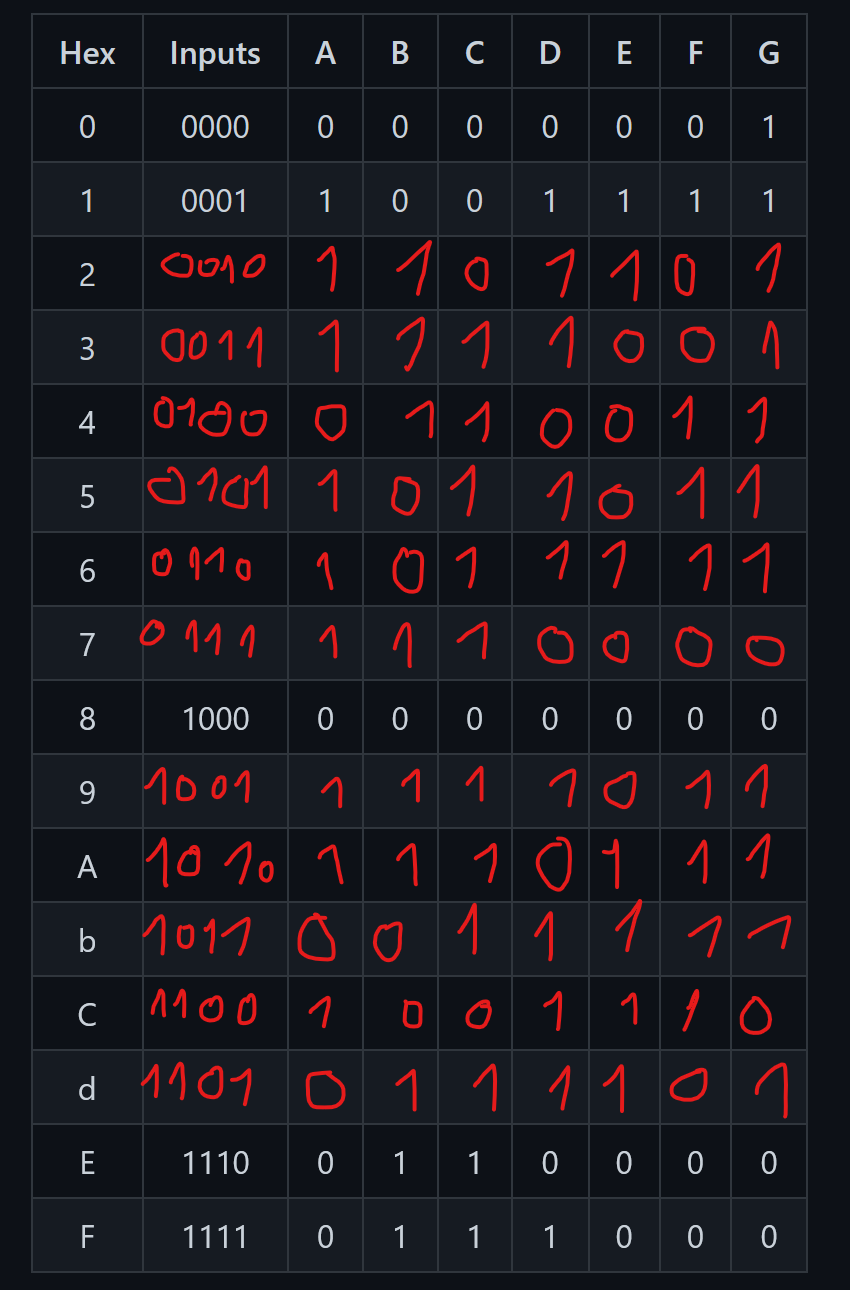 Hex Inputs A B C D E F G
0 0000 0 0 0 0 0 0 1
1 0001 1 0 0 1 1 1 1
2 0010 1 1 0 1 1 0 1
3 0011 1 1 1 1 0 0 1
4 0100 0 1 1 0 0 1 1
5 0101 1 0 1 1 0 1 1
6 0110 1 0 1 1 1 1 1
7 0111 1 1 1 0 0 0 0
8 1000 0 0 0 0 0 0 0
9 1001 1 1 1 1 0 1 1
A 1010 1 1 1 0 1 1 1
b 1011 0 0 1 1 1 1 1
C 1100 1 0 0 1 1 1 0
d 1101 0 1 1 1 1 0 1
E 1110 0 1 1 0 0 0 0
F 1111 0 1 1 1 0 0 0